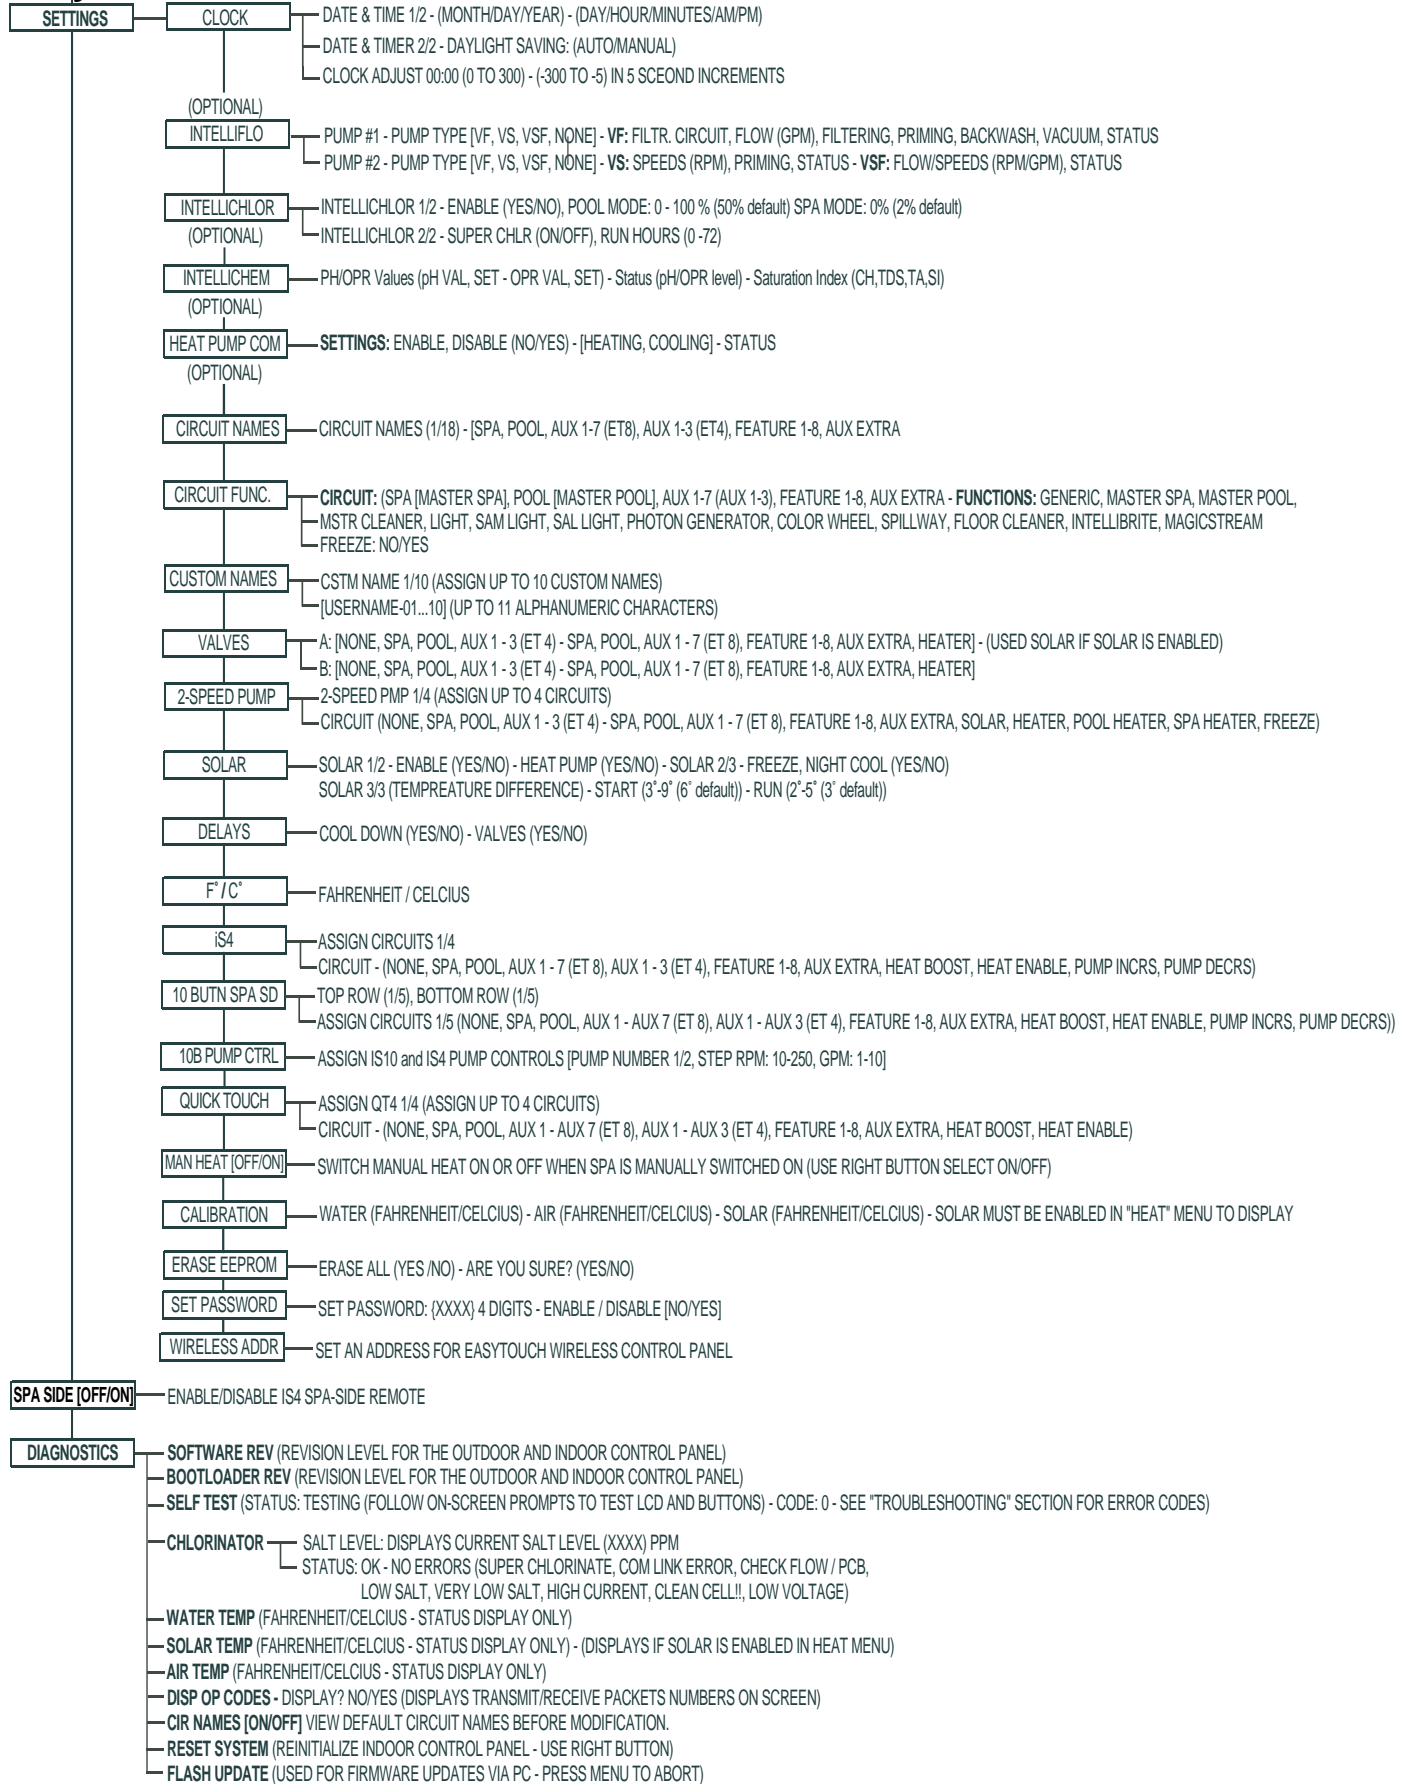 SETTINGS
CLOCK
DATE & TIME 1/2 - (MONTH/DAY/YEAR) - (DAY/HOUR/MINUTES/AM/PM)
DATE & TIMER 2/2 - DAYLIGHT SAVING: (AUTO/MANUAL)
CLOCK ADJUST 00:00 (0 TO 300) - (-300 TO -5) IN 5 SCEOND INCREMENTS
(OPTIONAL)
INTELLIFLO
PUMP #1 - PUMP TYPE [VF, VS, VSF, NONE] - VF: FILTR. CIRCUIT, FLOW (GPM), FILTERING, PRIMING, BACKWASH, VACUUM, STATUS
PUMP #2 - PUMP TYPE [VF, VS, VSF, NONE] - VS: SPEEDS (RPM), PRIMING, STATUS - VSF: FLOW/SPEEDS (RPM/GPM), STATUS
INTELLICHLOR
INTELLICHLOR 1/2 - ENABLE (YES/NO), POOL MODE: 0 - 100 % (50% default) SPA MODE: 0% (2% default)
(OPTIONAL)
INTELLICHLOR 2/2 - SUPER CHLR (ON/OFF), RUN HOURS (0 -72)
INTELLICHEM
PH/OPR Values (pH VAL, SET - OPR VAL, SET) - Status (pH/OPR level) - Saturation Index (CH,TDS,TA,SI)
(OPTIONAL)
HEAT PUMP COM
SETTINGS: ENABLE, DISABLE (NO/YES) - [HEATING, COOLING] - STATUS
(OPTIONAL)
CIRCUIT NAMES
CIRCUIT NAMES (1/18) - [SPA, POOL, AUX 1-7 (ET8), AUX 1-3 (ET4), FEATURE 1-8, AUX EXTRA
CIRCUIT FUNC.
CIRCUIT: (SPA [MASTER SPA], POOL [MASTER POOL], AUX 1-7 (AUX 1-3), FEATURE 1-8, AUX EXTRA - FUNCTIONS: GENERIC, MASTER SPA, MASTER POOL,
MSTR CLEANER, LIGHT, SAM LIGHT, SAL LIGHT, PHOTON GENERATOR, COLOR WHEEL, SPILLWAY, FLOOR CLEANER, INTELLIBRITE, MAGICSTREAM
FREEZE: NO/YES
CUSTOM NAMES
CSTM NAME 1/10 (ASSIGN UP TO 10 CUSTOM NAMES)
[USERNAME-01...10] (UP TO 11 ALPHANUMERIC CHARACTERS)
VALVES
A: [NONE, SPA, POOL, AUX 1 - 3 (ET 4) - SPA, POOL, AUX 1 - 7 (ET 8), FEATURE 1-8, AUX EXTRA, HEATER] - (USED SOLAR IF SOLAR IS ENABLED)
B: [NONE, SPA, POOL, AUX 1 - 3 (ET 4) - SPA, POOL, AUX 1 - 7 (ET 8), FEATURE 1-8, AUX EXTRA, HEATER]
2-SPEED PUMP
2-SPEED PMP 1/4 (ASSIGN UP TO 4 CIRCUITS)
CIRCUIT (NONE, SPA, POOL, AUX 1 - 3 (ET 4) - SPA, POOL, AUX 1 - 7 (ET 8), FEATURE 1-8, AUX EXTRA, SOLAR, HEATER, POOL HEATER, SPA HEATER, FREEZE)
SOLAR
SOLAR 1/2 - ENABLE (YES/NO) - HEAT PUMP (YES/NO) - SOLAR 2/3 - FREEZE, NIGHT COOL (YES/NO)
SOLAR 3/3 (TEMPREATURE DIFFERENCE) - START (3˚-9˚ (6˚ default)) - RUN (2˚-5˚ (3˚ default))
DELAYS
COOL DOWN (YES/NO) - VALVES (YES/NO)
F˚ / C˚
FAHRENHEIT / CELCIUS
iS4
ASSIGN CIRCUITS 1/4
CIRCUIT - (NONE, SPA, POOL, AUX 1 - 7 (ET 8), AUX 1 - 3 (ET 4), FEATURE 1-8, AUX EXTRA, HEAT BOOST, HEAT ENABLE, PUMP INCRS, PUMP DECRS)
10 BUTN SPA SD
TOP ROW (1/5), BOTTOM ROW (1/5)
ASSIGN CIRCUITS 1/5 (NONE, SPA, POOL, AUX 1 - AUX 7 (ET 8), AUX 1 - AUX 3 (ET 4), FEATURE 1-8, AUX EXTRA, HEAT BOOST, HEAT ENABLE, PUMP INCRS, PUMP DECRS))
10B PUMP CTRL
ASSIGN IS10 and IS4 PUMP CONTROLS [PUMP NUMBER 1/2, STEP RPM: 10-250, GPM: 1-10]
QUICK TOUCH
ASSIGN QT4 1/4 (ASSIGN UP TO 4 CIRCUITS)
CIRCUIT - (NONE, SPA, POOL, AUX 1 - AUX 7 (ET 8), AUX 1 - AUX 3 (ET 4), FEATURE 1-8, AUX EXTRA, HEAT BOOST, HEAT ENABLE)
MAN HEAT [OFF/ON]
SWITCH MANUAL HEAT ON OR OFF WHEN SPA IS MANUALLY SWITCHED ON (USE RIGHT BUTTON SELECT ON/OFF)
CALIBRATION
WATER (FAHRENHEIT/CELCIUS) - AIR (FAHRENHEIT/CELCIUS) - SOLAR (FAHRENHEIT/CELCIUS) - SOLAR MUST BE ENABLED IN "HEAT" MENU TO DISPLAY
ERASE EEPROM
ERASE ALL (YES /NO) - ARE YOU SURE? (YES/NO)
SET PASSWORD
SET PASSWORD: {XXXX} 4 DIGITS - ENABLE / DISABLE [NO/YES]
WIRELESS ADDR
SET AN ADDRESS FOR EASYTOUCH WIRELESS CONTROL PANEL
SPA SIDE [OFF/ON]
ENABLE/DISABLE IS4 SPA-SIDE REMOTE
DIAGNOSTICS
SOFTWARE REV (REVISION LEVEL FOR THE OUTDOOR AND INDOOR CONTROL PANEL)
BOOTLOADER REV (REVISION LEVEL FOR THE OUTDOOR AND INDOOR CONTROL PANEL)
SELF TEST (STATUS: TESTING (FOLLOW ON-SCREEN PROMPTS TO TEST LCD AND BUTTONS) - CODE: 0 - SEE "TROUBLESHOOTING" SECTION FOR ERROR CODES)
CHLORINATOR
SALT LEVEL: DISPLAYS CURRENT SALT LEVEL (XXXX) PPM
STATUS: OK - NO ERRORS (SUPER CHLORINATE, COM LINK ERROR, CHECK FLOW / PCB,
LOW SALT, VERY LOW SALT, HIGH CURRENT, CLEAN CELL!!, LOW VOLTAGE)
WATER TEMP (FAHRENHEIT/CELCIUS - STATUS DISPLAY ONLY)
SOLAR TEMP (FAHRENHEIT/CELCIUS - STATUS DISPLAY ONLY) - (DISPLAYS IF SOLAR IS ENABLED IN HEAT MENU)
AIR TEMP (FAHRENHEIT/CELCIUS - STATUS DISPLAY ONLY)
DISP OP CODES - DISPLAY? NO/YES (DISPLAYS TRANSMIT/RECEIVE PACKETS NUMBERS ON SCREEN)
CIR NAMES [ON/OFF] VIEW DEFAULT CIRCUIT NAMES BEFORE MODIFICATION.
RESET SYSTEM (REINITIALIZE INDOOR CONTROL PANEL - USE RIGHT BUTTON)
FLASH UPDATE (USED FOR FIRMWARE UPDATES VIA PC - PRESS MENU TO ABORT)